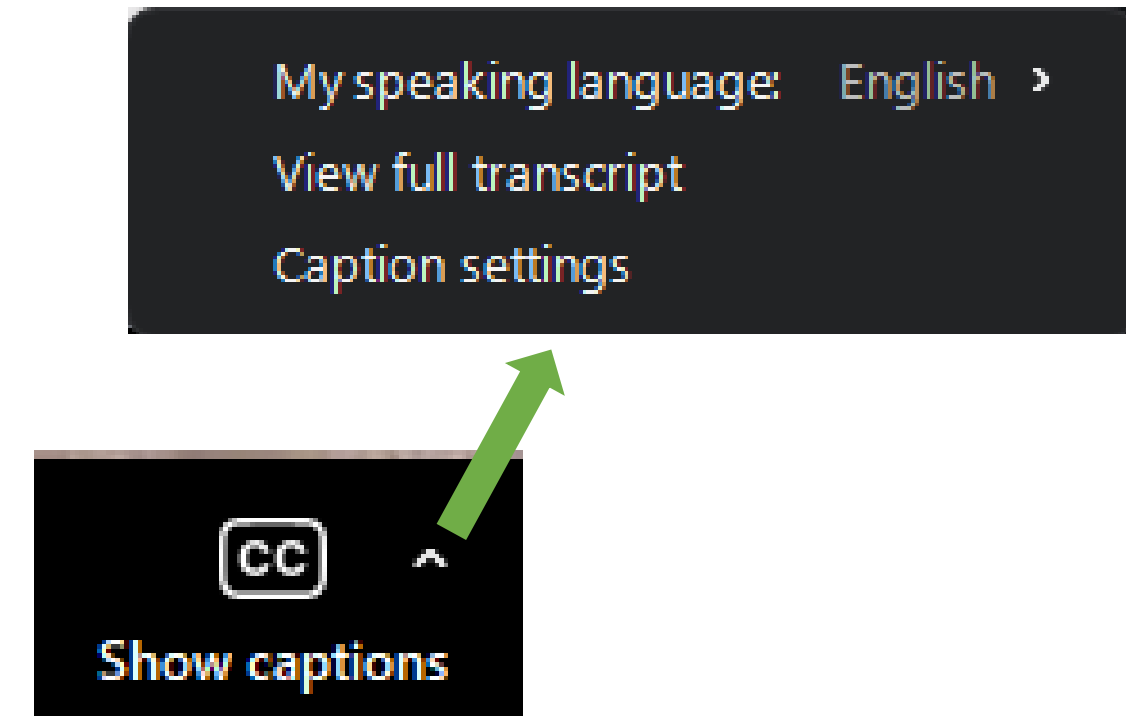 My speaking language: English >
View full transcript
Caption settings
CC ^
Show captions